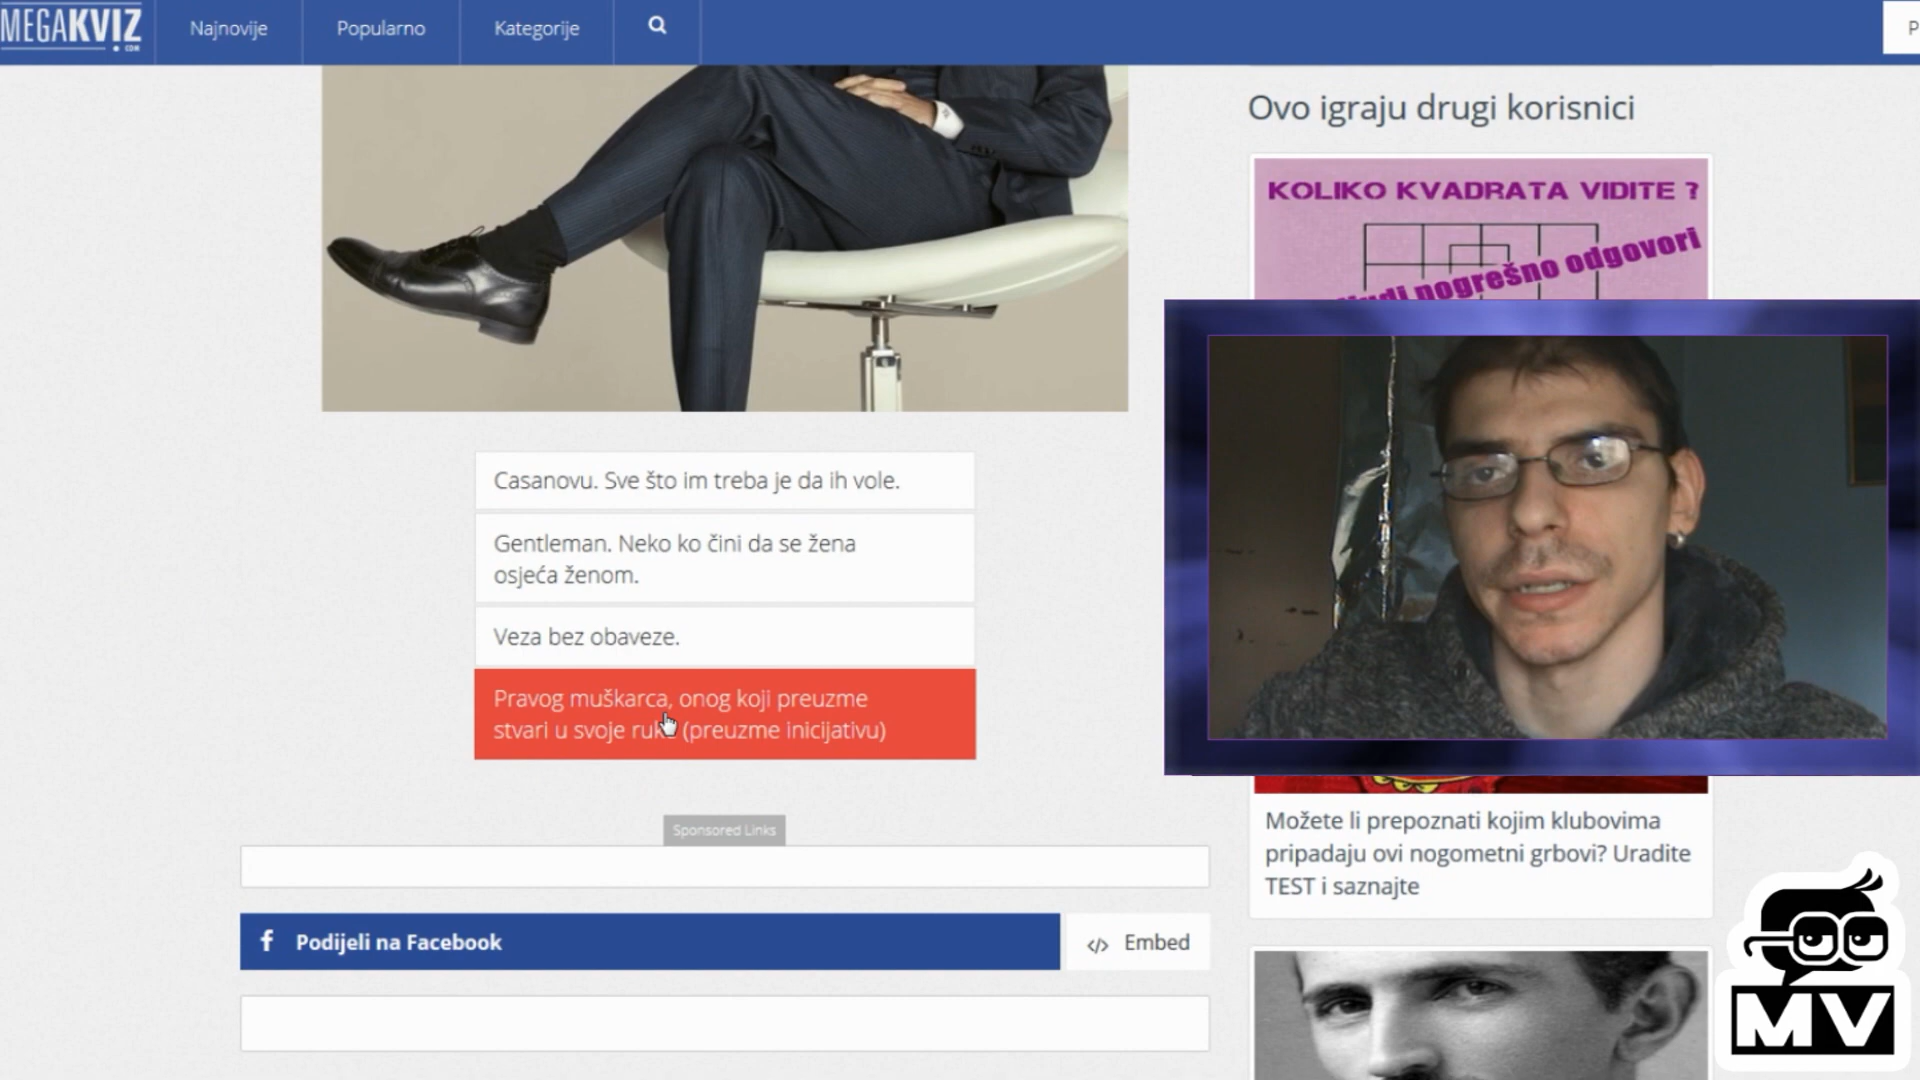 MEGAKVIZ
.COM
Najnovije
Popularno
Kategorije
P
Ovo igraju drugi korisnici
KOLIKO KVADRATA VIDITE ?
pogrešno odgovori
Casanovu. Sve što im treba je da ih vole.
Gentleman. Neko ko čini da se žena
osjeća ženom.
Veza bez obaveze.
Pravog muškarca, onog koji preuzme
stvari u svoje ruke (preuzme inicijativu)
Sponsored Links
Možete li prepoznati kojim klubovima
pripadaju ovi nogometni grbovi? Uradite
TEST i saznajte
f Podijeli na Facebook
</> Embed
MV